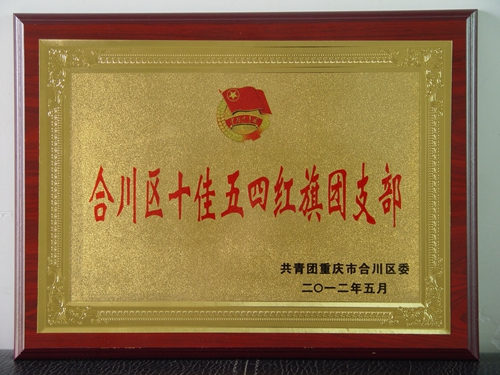 合川区十佳五四红旗团支部
共青团重庆市合川区委
二〇一二年五月